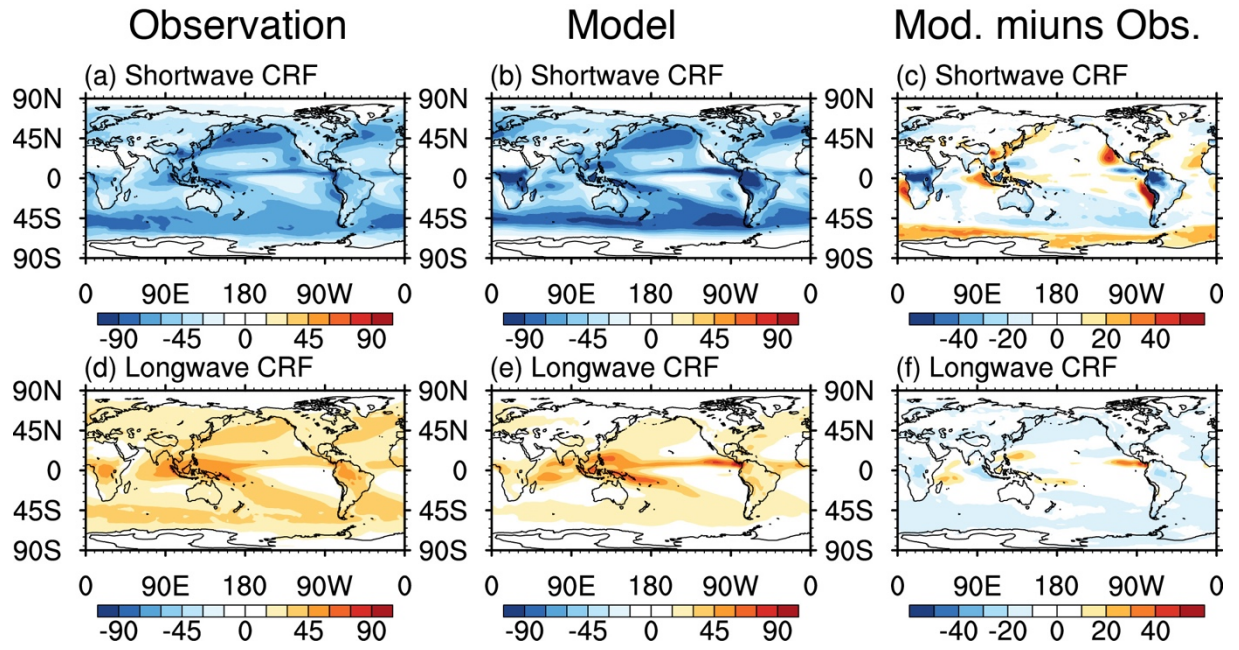 Observation Model Mod. miuns Obs.
(a) Shortwave CRF (b) Shortwave CRF (c) Shortwave CRF
90N 90N 90N
45N 45N 45N
0 0 0
45S 45S 45S
90S 90S 90S
0 90E 180 90W 0 0 90E 180 90W 0 0 90E 180 90W 0
-90 -45 0 45 90 -90 -45 0 45 90 -40 -20 0 20 40
(d) Longwave CRF (e) Longwave CRF (f) Longwave CRF
90N 90N 90N
45N 45N 45N
0 0 0
45S 45S 45S
90S 90S 90S
0 90E 180 90W 0 0 90E 180 90W 0 0 90E 180 90W 0
-90 -45 0 45 90 -90 -45 0 45 90 -40 -20 0 20 40